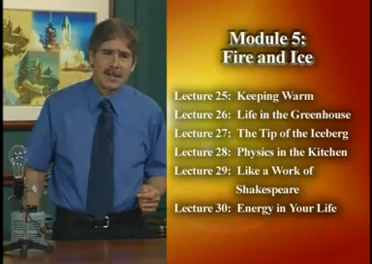 Module 5:
Fire and Ice
Lecture 25: Keeping Warm
Lecture 26: Life in the Greenhouse
Lecture 27: The Tip of the Iceberg
Lecture 28: Physics in the Kitchen
Lecture 29: Like a Work of
Shakespeare
Lecture 30: Energy in Your Life